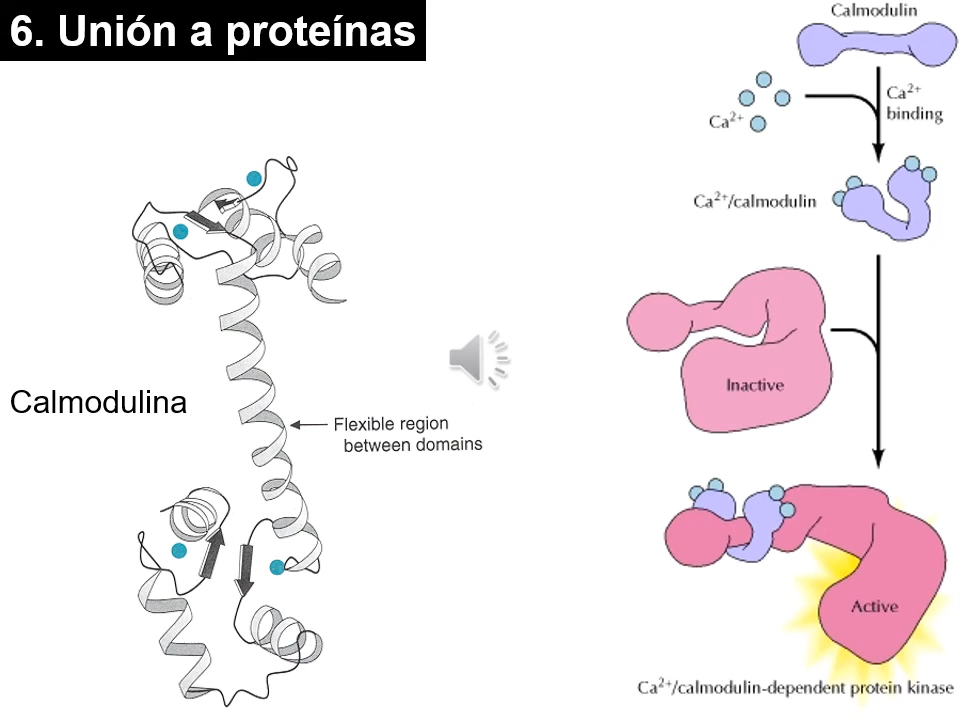 6. Unión a proteínas
Calmodulin
Ca2+
binding
Ca2+
Ca2+/calmodulin
Inactive
Calmodulina
Flexible region
between domains
Active
Ca2+/calmodulin-dependent protein kinase